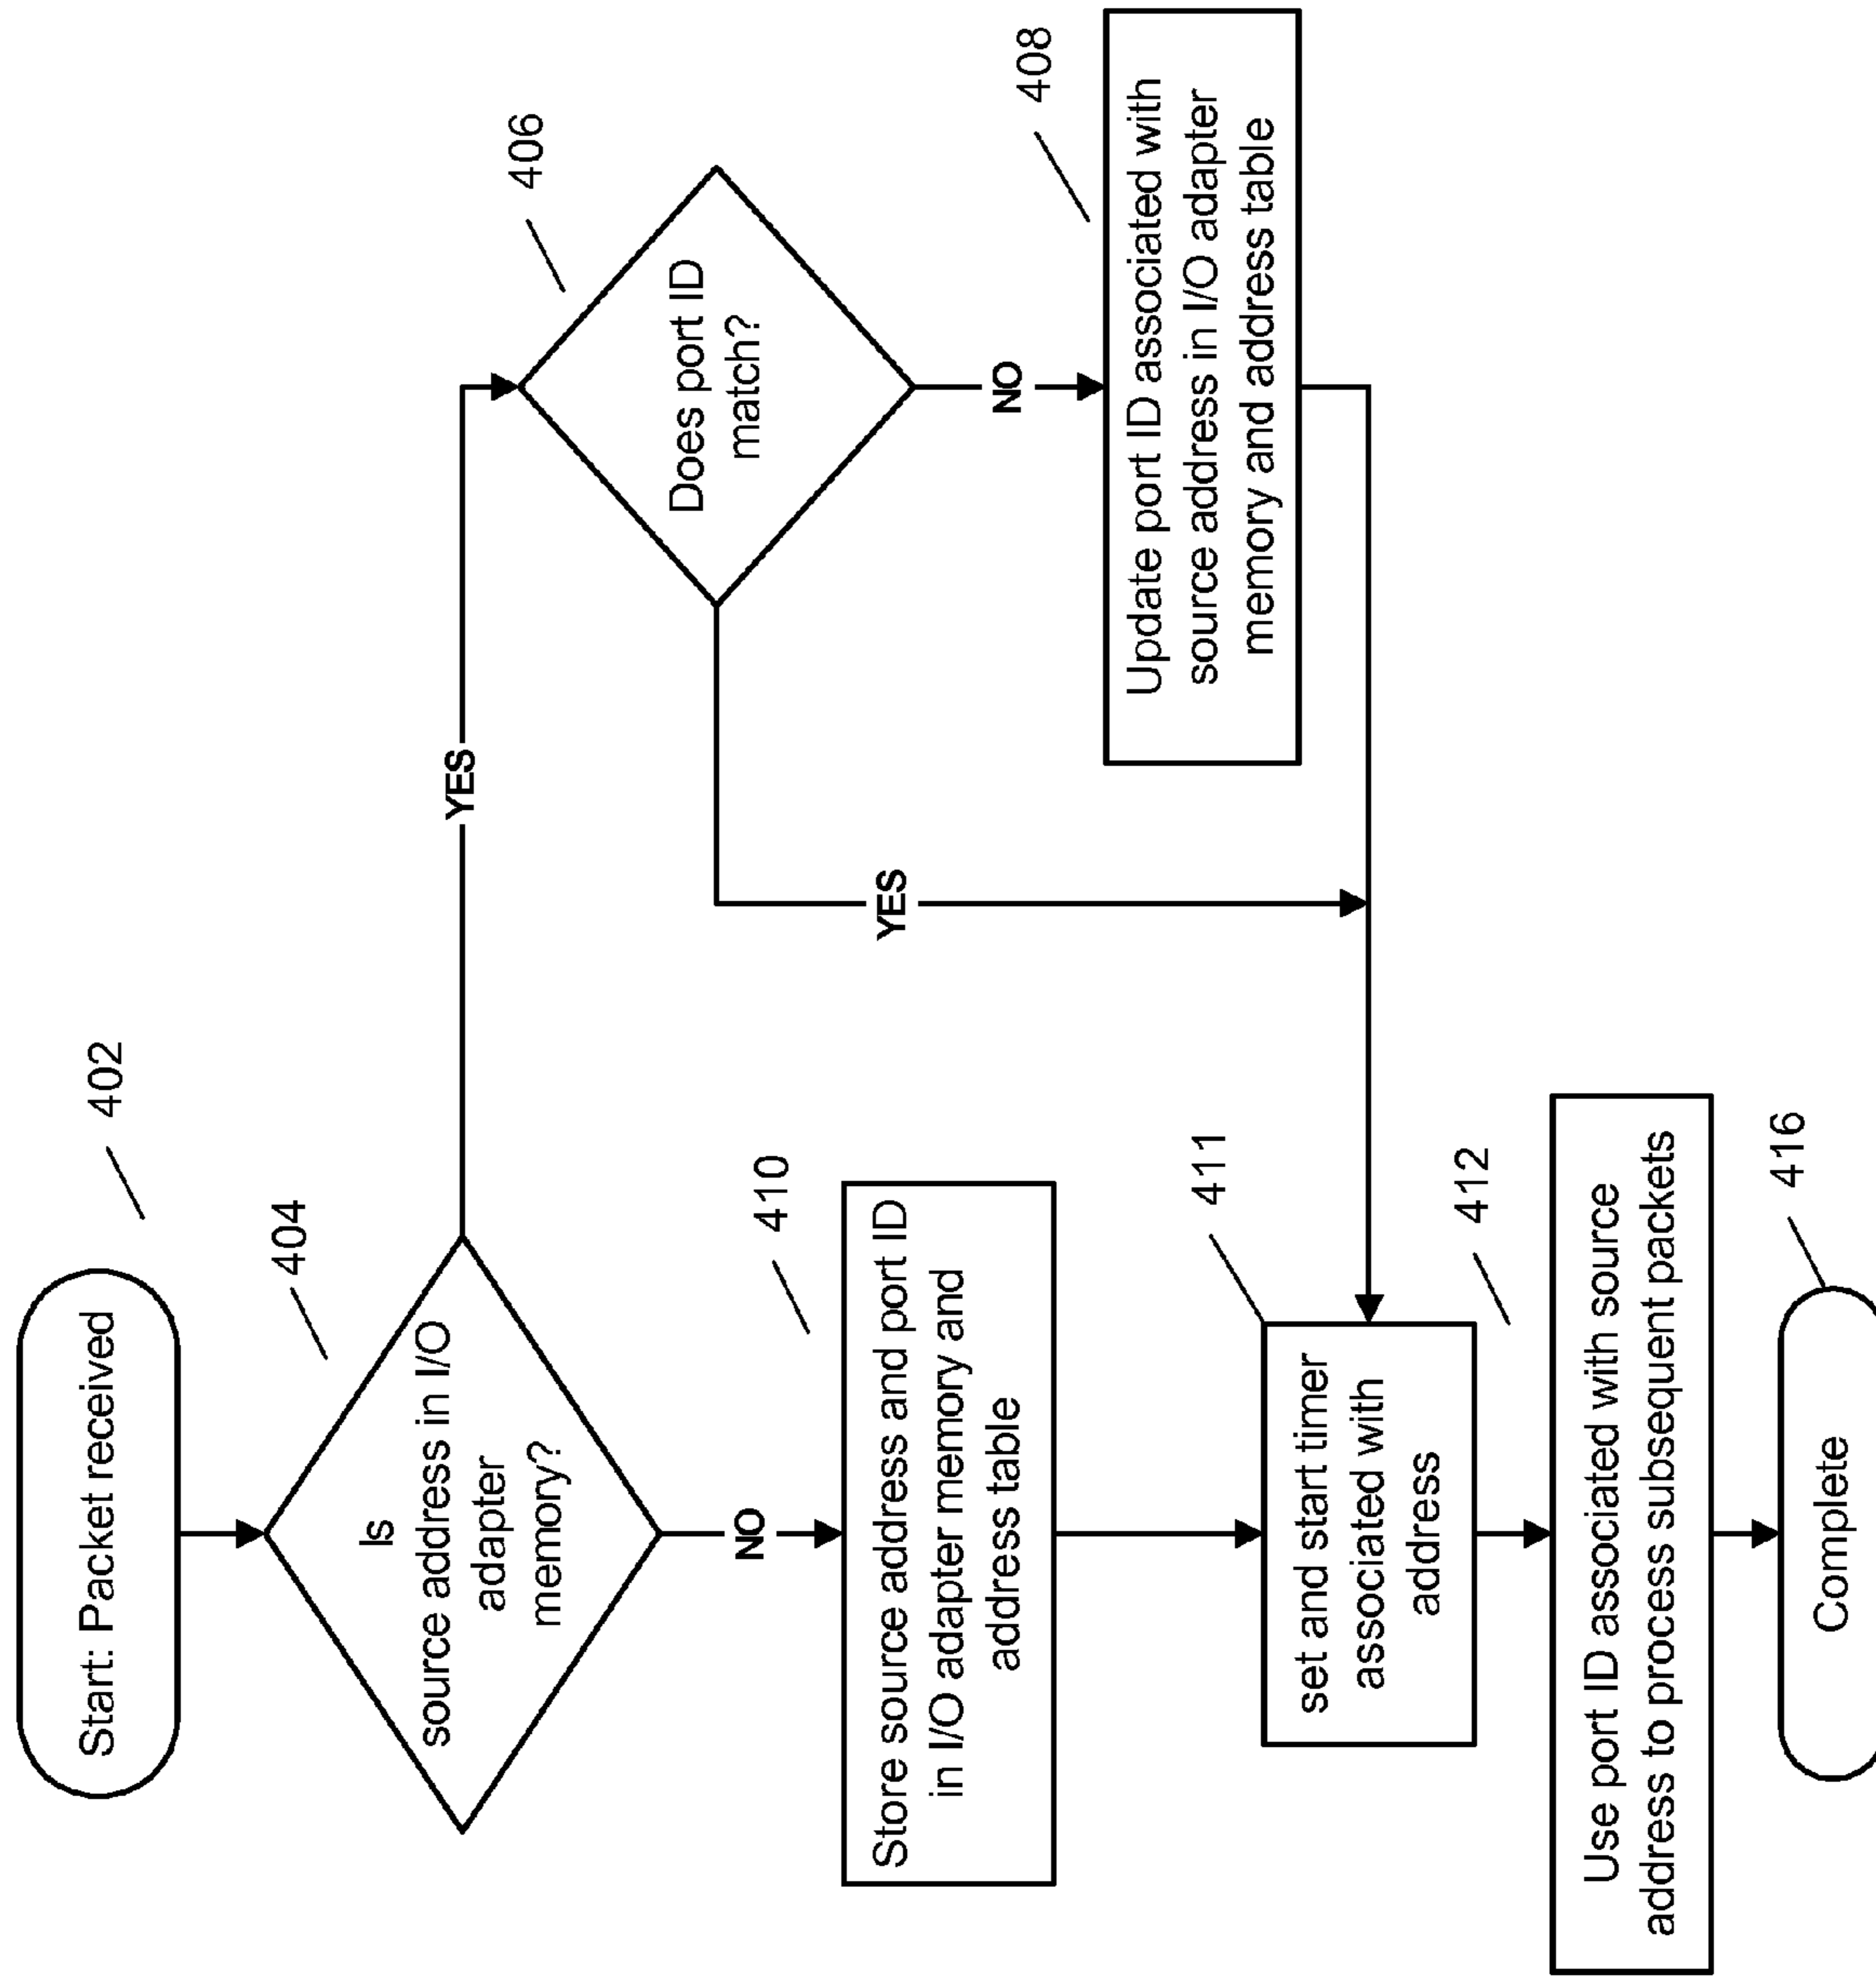 Start: Packet received
402
Is
source address in I/O
adapter
memory?
404
YES
NO
Does port ID
match?
406
YES
NO
Update port ID associated with
source address in I/O adapter
memory and address table
408
Store source address and port ID
in I/O adapter memory and
address table
410
set and start timer
associated with
address
411
Use port ID associated with source
address to process subsequent packets
412
Complete
416